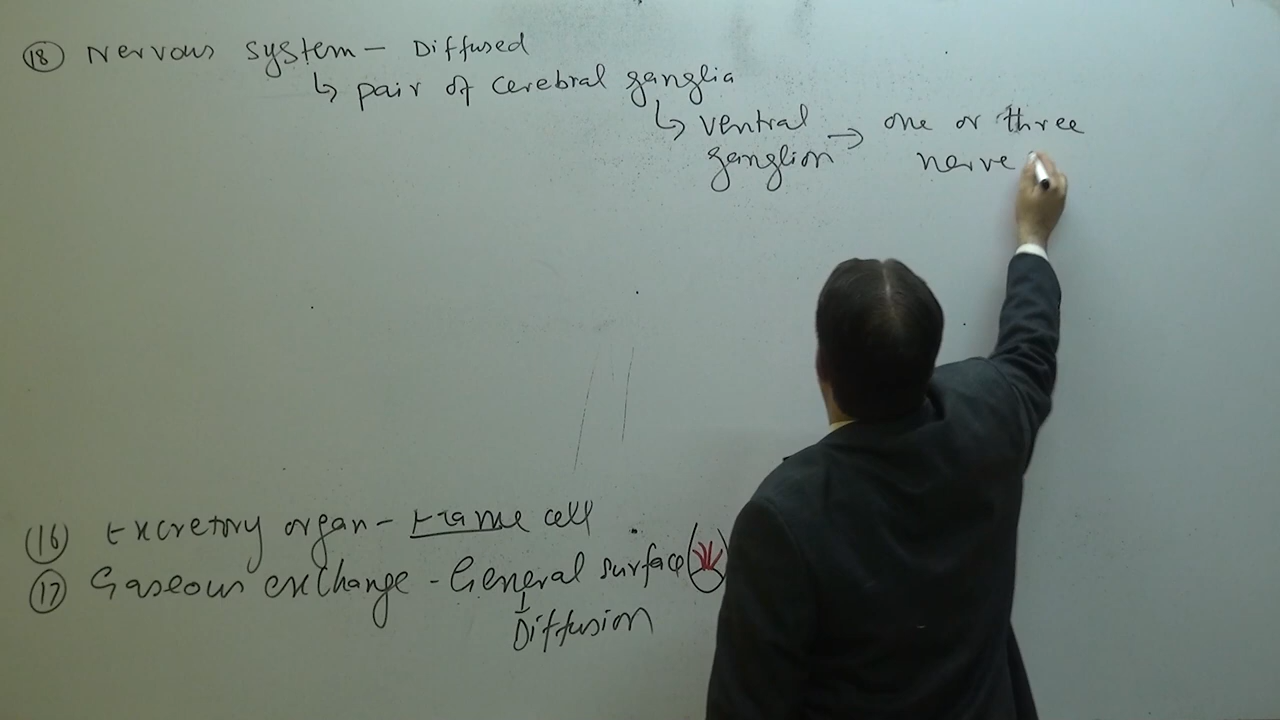 (18) Nervous system - Diffused
↳ pair of cerebral ganglia
↳ ventral ganglion → one or three nerve
(16) Excretory organ - Flame cell
(17) Gaseous exchange - General surface
↓
Diffusion